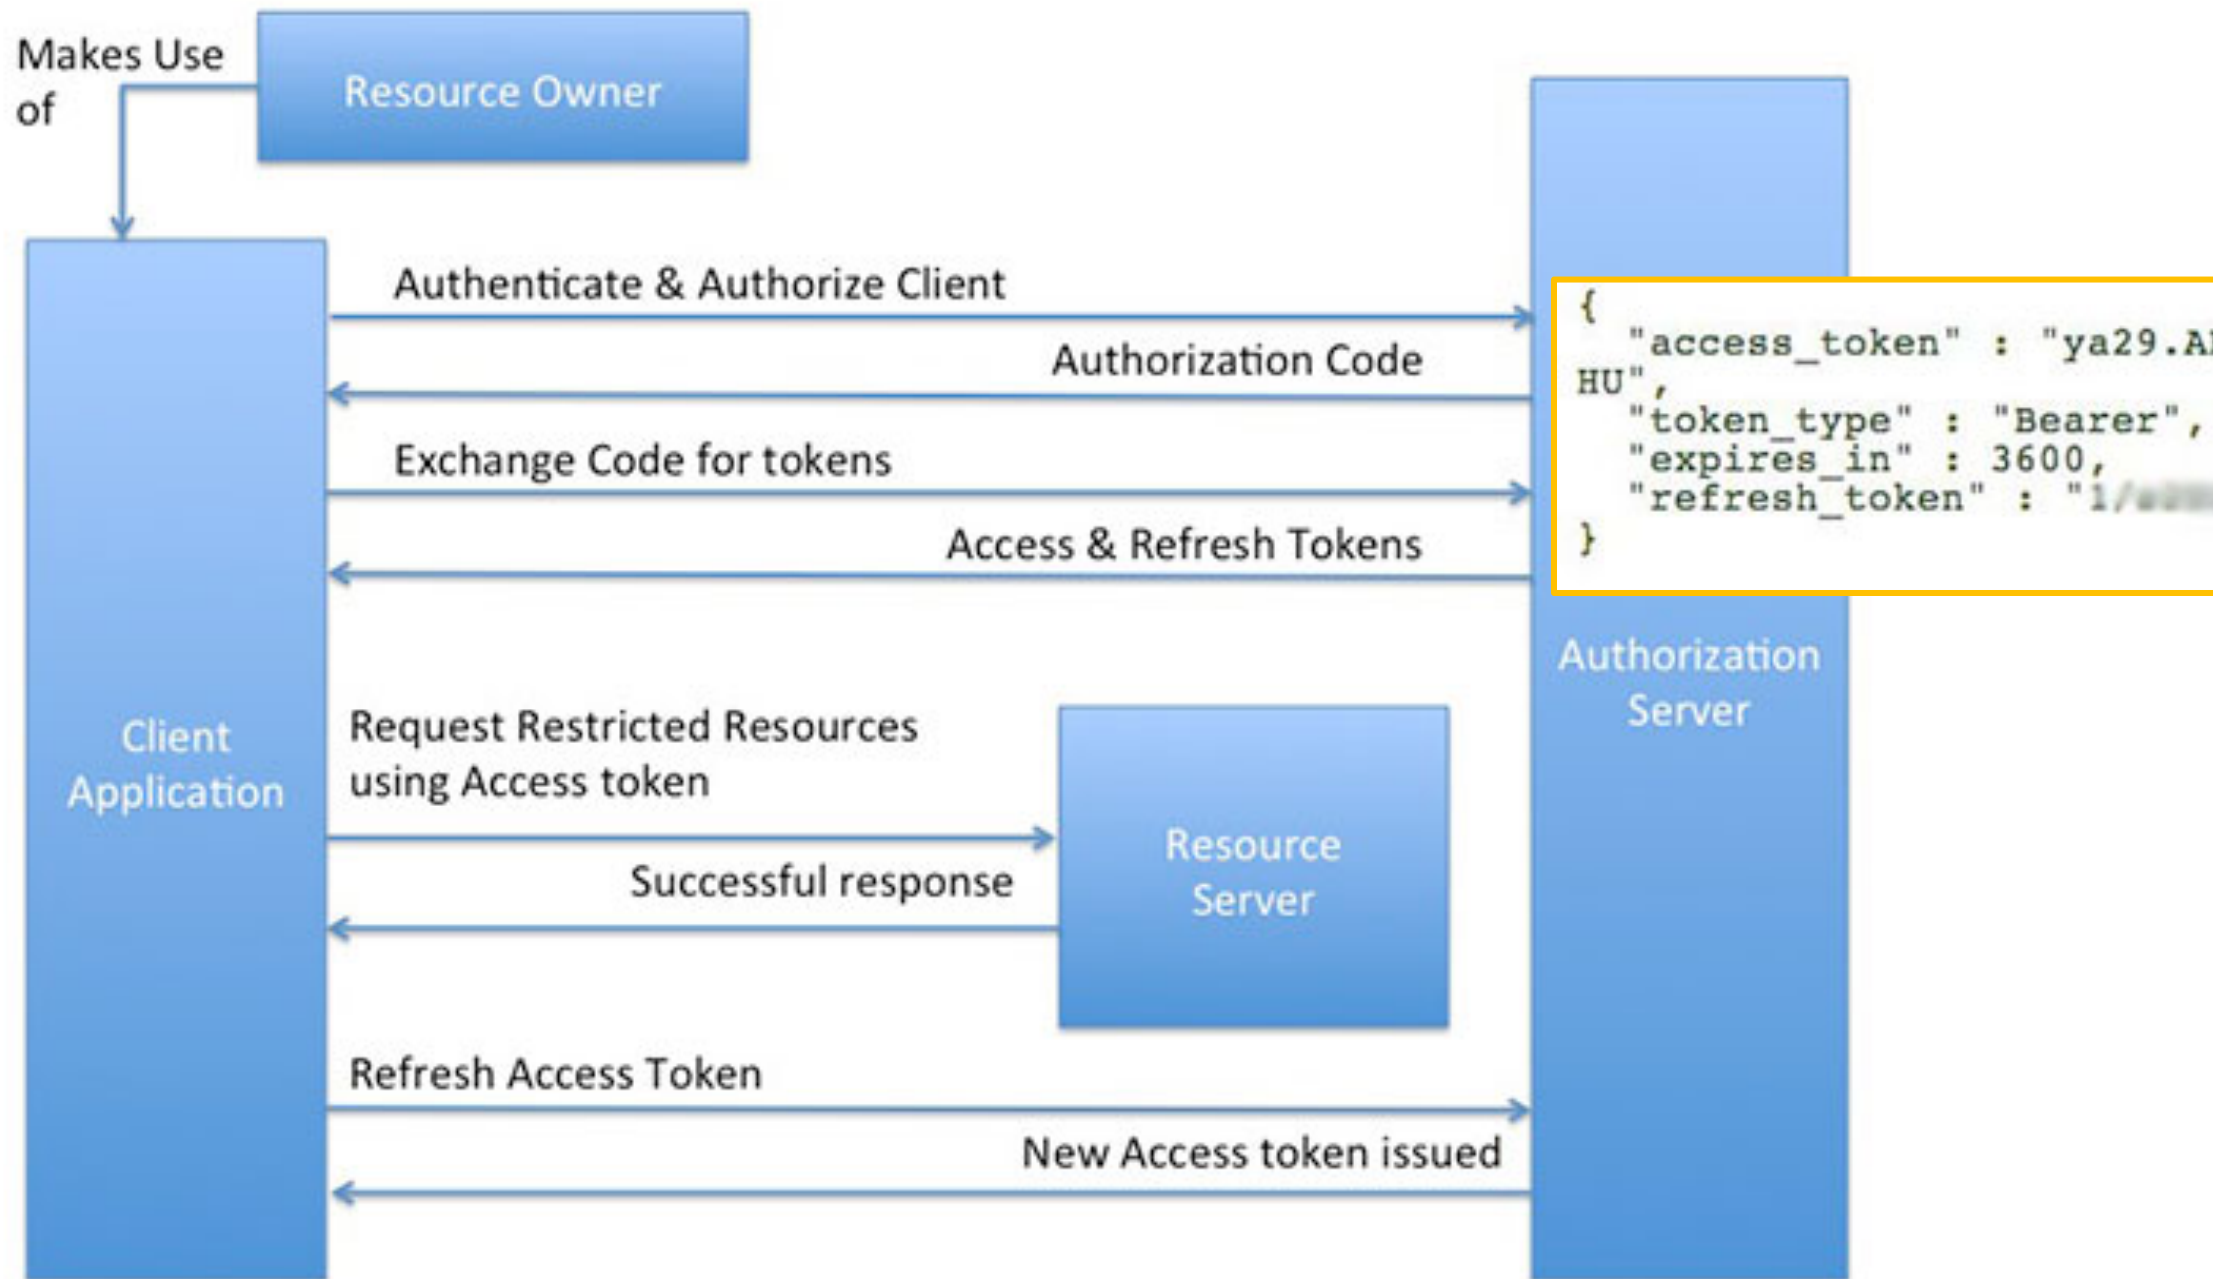 Makes Use
of
Resource Owner
Authenticate & Authorize Client
Authorization Code
Exchange Code for tokens
Access & Refresh Tokens
{
"access_token" : "ya29.A
HU",
"token_type" : "Bearer",
"expires_in" : 3600,
"refresh_token" : "1/
}
Authorization
Server
Client
Application
Request Restricted Resources
using Access token
Resource
Server
Successful response
Refresh Access Token
New Access token issued